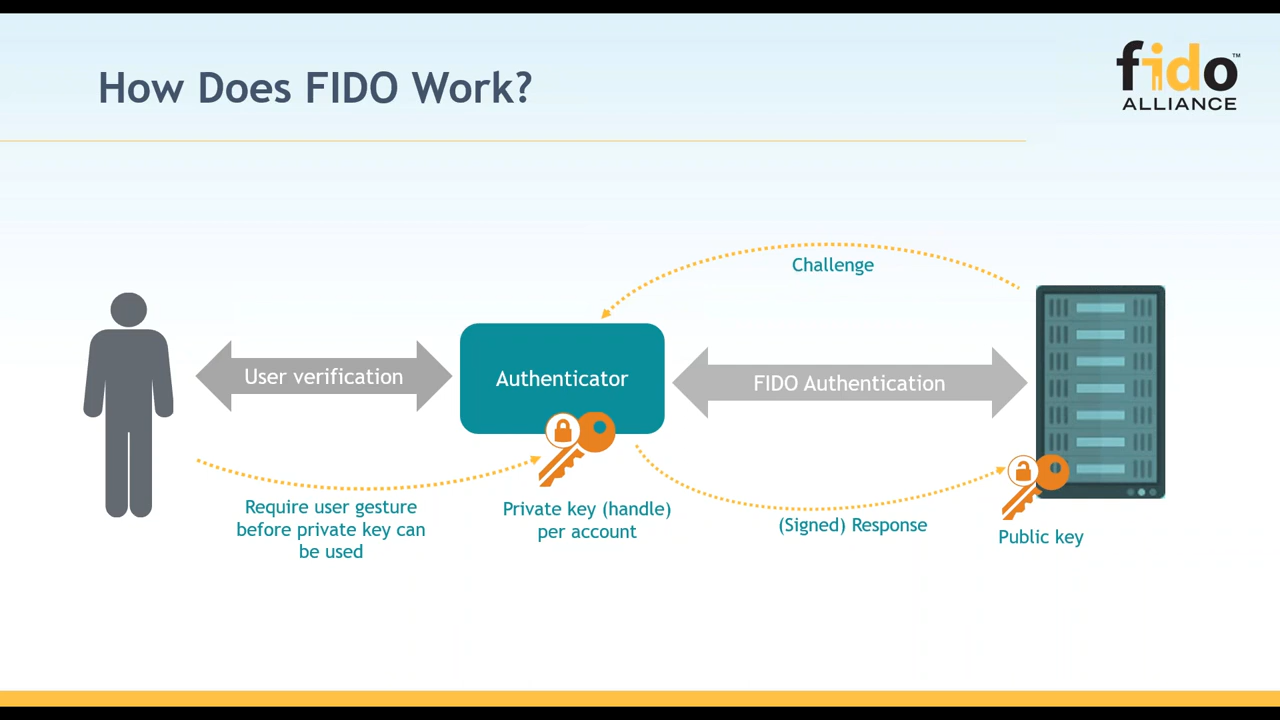 How Does FIDO Work?
fido™
ALLIANCE
Challenge
User verification
Authenticator
FIDO Authentication
Require user gesture
before private key can
be used
Private key (handle)
per account
(Signed) Response
Public key